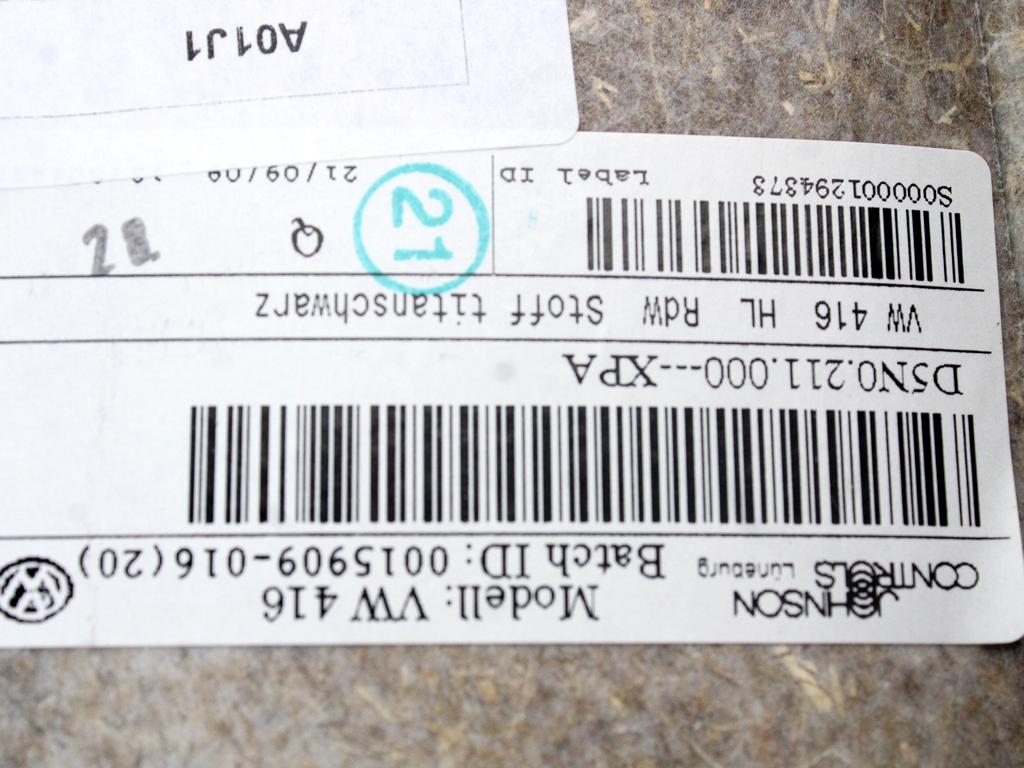 JOHNSON
CONTROLS Lüneburg
Modell: VW 416
Batch ID: 0015909-016(20)
D5N0.211.000---XPA
VW 416 HL RdW Stoff titanschwarz
S000001294373
Label ID
21
Q
21/09/09
A01J1